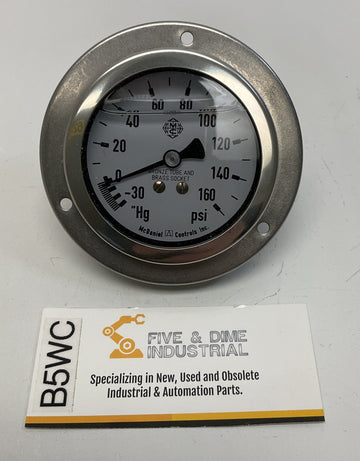 60 80
40 100
20 120
0 140
-30 160
"Hg psi
MC
BRONZE TUBE AND
BRASS SOCKET
McDaniel Controls Inc.
B5WC
FIVE & DIME
INDUSTRIAL
Specializing in New, Used and Obsolete
Industrial & Automation Parts.